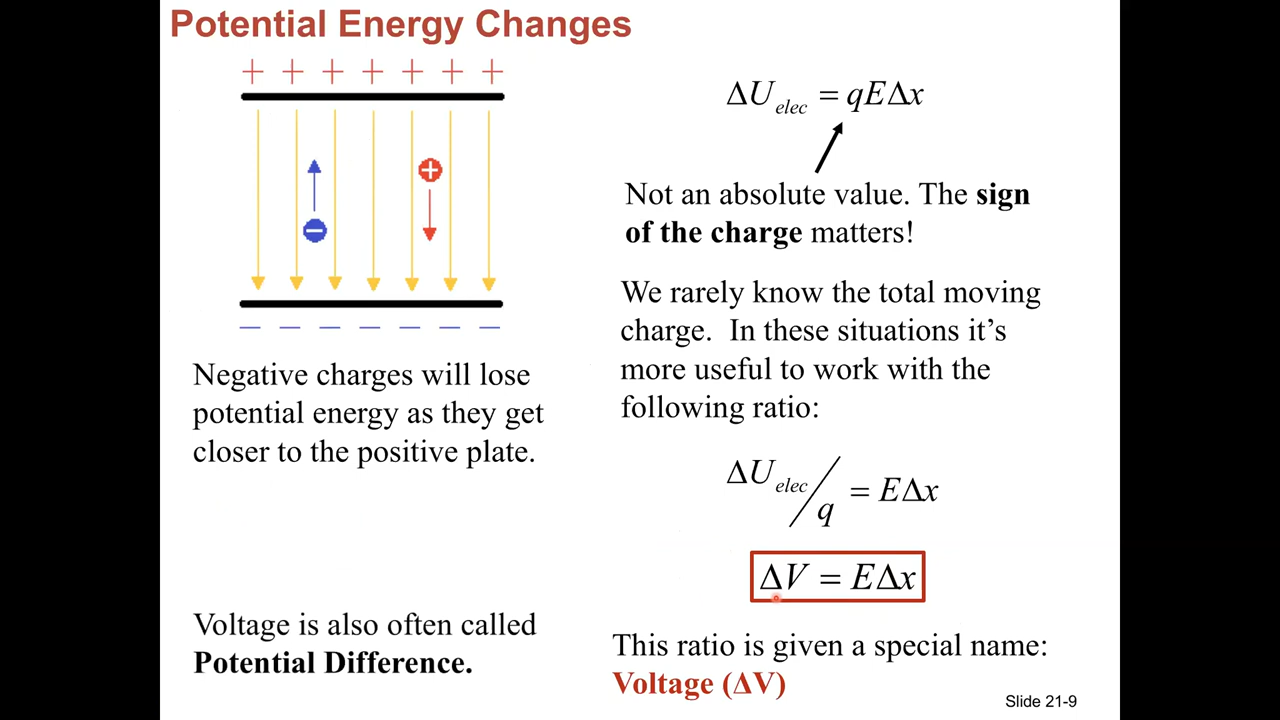 Potential Energy Changes
+ + + + + + +
−
+
− − − − − − −
Negative charges will lose
potential energy as they get
closer to the positive plate.
Voltage is also often called
Potential Difference.
ΔU_elec = qEΔx
Not an absolute value. The sign
of the charge matters!
We rarely know the total moving
charge. In these situations it’s
more useful to work with the
following ratio:
ΔU_elec/q = EΔx
ΔV = EΔx
This ratio is given a special name:
Voltage (ΔV)
Slide 21-9